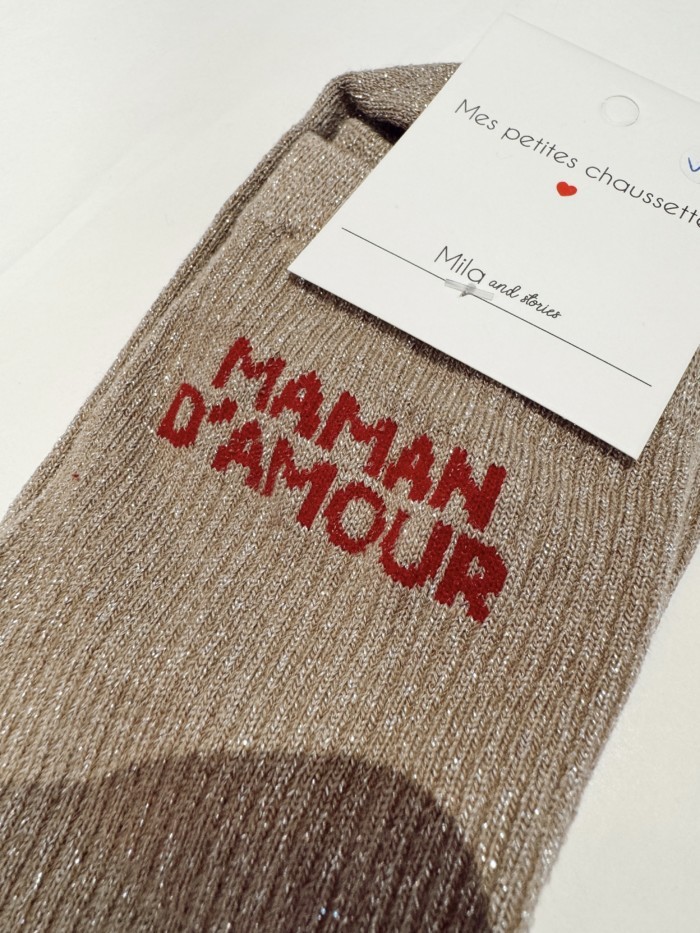 Mes petites chaussette
Mila and stories
MAMAN
D'AMOUR